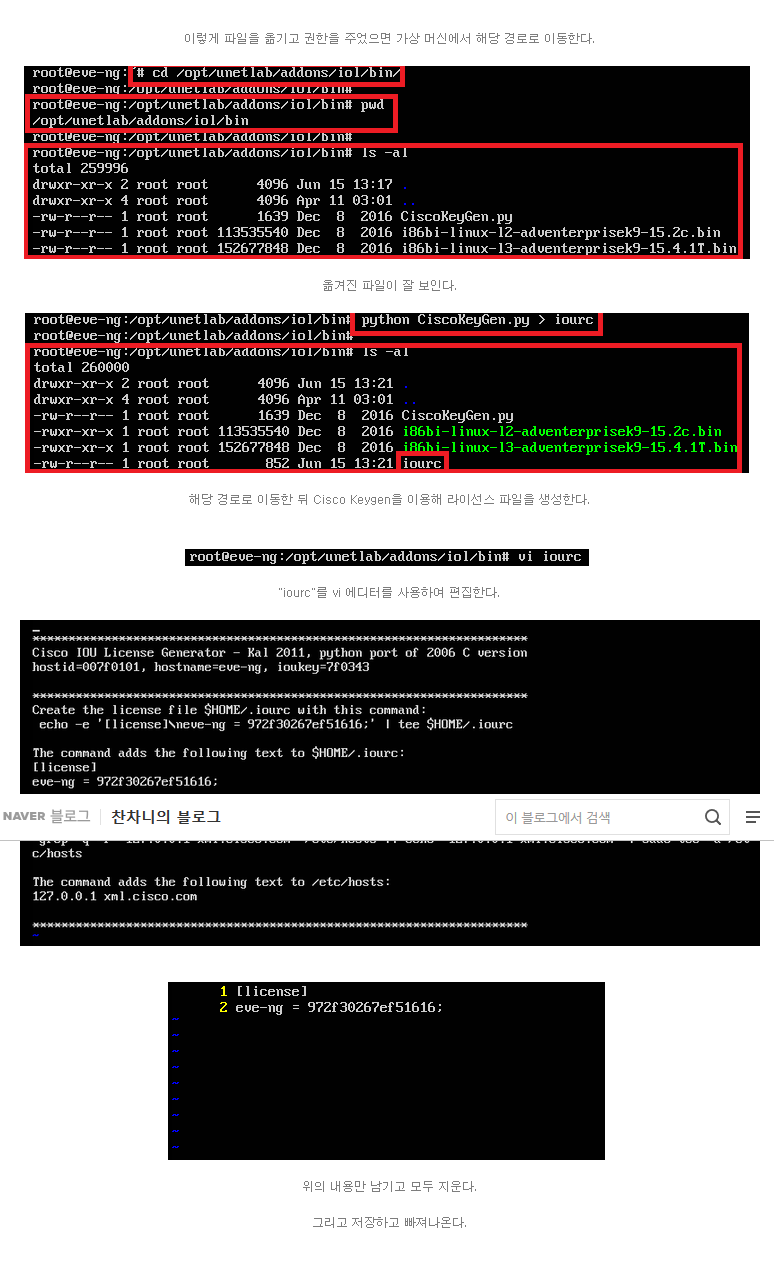 이렇게 파일을 옮기고 권한을 주었으면 가상 머신에서 해당 경로로 이동한다.
root@eve-ng:~# cd /opt/unetlab/addons/iol/bin/
root@eve-ng:/opt/unetlab/addons/iol/bin#
root@eve-ng:/opt/unetlab/addons/iol/bin# pwd
/opt/unetlab/addons/iol/bin
root@eve-ng:/opt/unetlab/addons/iol/bin#
root@eve-ng:/opt/unetlab/addons/iol/bin# ls -al
total 259996
drwxr-xr-x 2 root root      4096 Jun 15 13:17 .
drwxr-xr-x 4 root root      4096 Apr 11 03:01 ..
-rw-r--r-- 1 root root      1639 Dec  8  2016 CiscoKeyGen.py
-rw-r--r-- 1 root root 113535540 Dec  8  2016 i86bi-linux-l2-adventerprisek9-15.2c.bin
-rw-r--r-- 1 root root 152677848 Dec  8  2016 i86bi-linux-l3-adventerprisek9-15.4.1T.bin
옮겨진 파일이 잘 보인다.
root@eve-ng:/opt/unetlab/addons/iol/bin# python CiscoKeyGen.py > iourc
root@eve-ng:/opt/unetlab/addons/iol/bin#
root@eve-ng:/opt/unetlab/addons/iol/bin# ls -al
total 260000
drwxr-xr-x 2 root root      4096 Jun 15 13:21 .
drwxr-xr-x 4 root root      4096 Apr 11 03:01 ..
-rw-r--r-- 1 root root      1639 Dec  8  2016 CiscoKeyGen.py
-rwxr-xr-x 1 root root 113535540 Dec  8  2016 i86bi-linux-l2-adventerprisek9-15.2c.bin
-rwxr-xr-x 1 root root 152677848 Dec  8  2016 i86bi-linux-l3-adventerprisek9-15.4.1T.bin
-rw-r--r-- 1 root root       852 Jun 15 13:21 iourc
해당 경로로 이동한 뒤 Cisco Keygen을 이용해 라이선스 파일을 생성한다.
root@eve-ng:/opt/unetlab/addons/iol/bin# vi iourc
"iourc"를 vi 에디터를 사용하여 편집한다.
*********************************************************************
Cisco IOU License Generator - Kal 2011, python port of 2006 C version
hostid=007f0101, hostname=eve-ng, ioukey=7f0343
*********************************************************************
Create the license file $HOME/.iourc with this command:
echo -e '[license]\neve-ng = 972f30267ef51616;' | tee $HOME/.iourc
The command adds the following text to $HOME/.iourc:
[license]
eve-ng = 972f30267ef51616;
NAVER 블로그 찬차니의 블로그 이 블로그에서 검색
c/hosts
The command adds the following text to /etc/hosts:
127.0.0.1 xml.cisco.com
*********************************************************************
~
1 [license]
2 eve-ng = 972f30267ef51616;
~
~
~
~
~
~
~
~
~
위의 내용만 남기고 모두 지운다.
그리고 저장하고 빠져나온다.